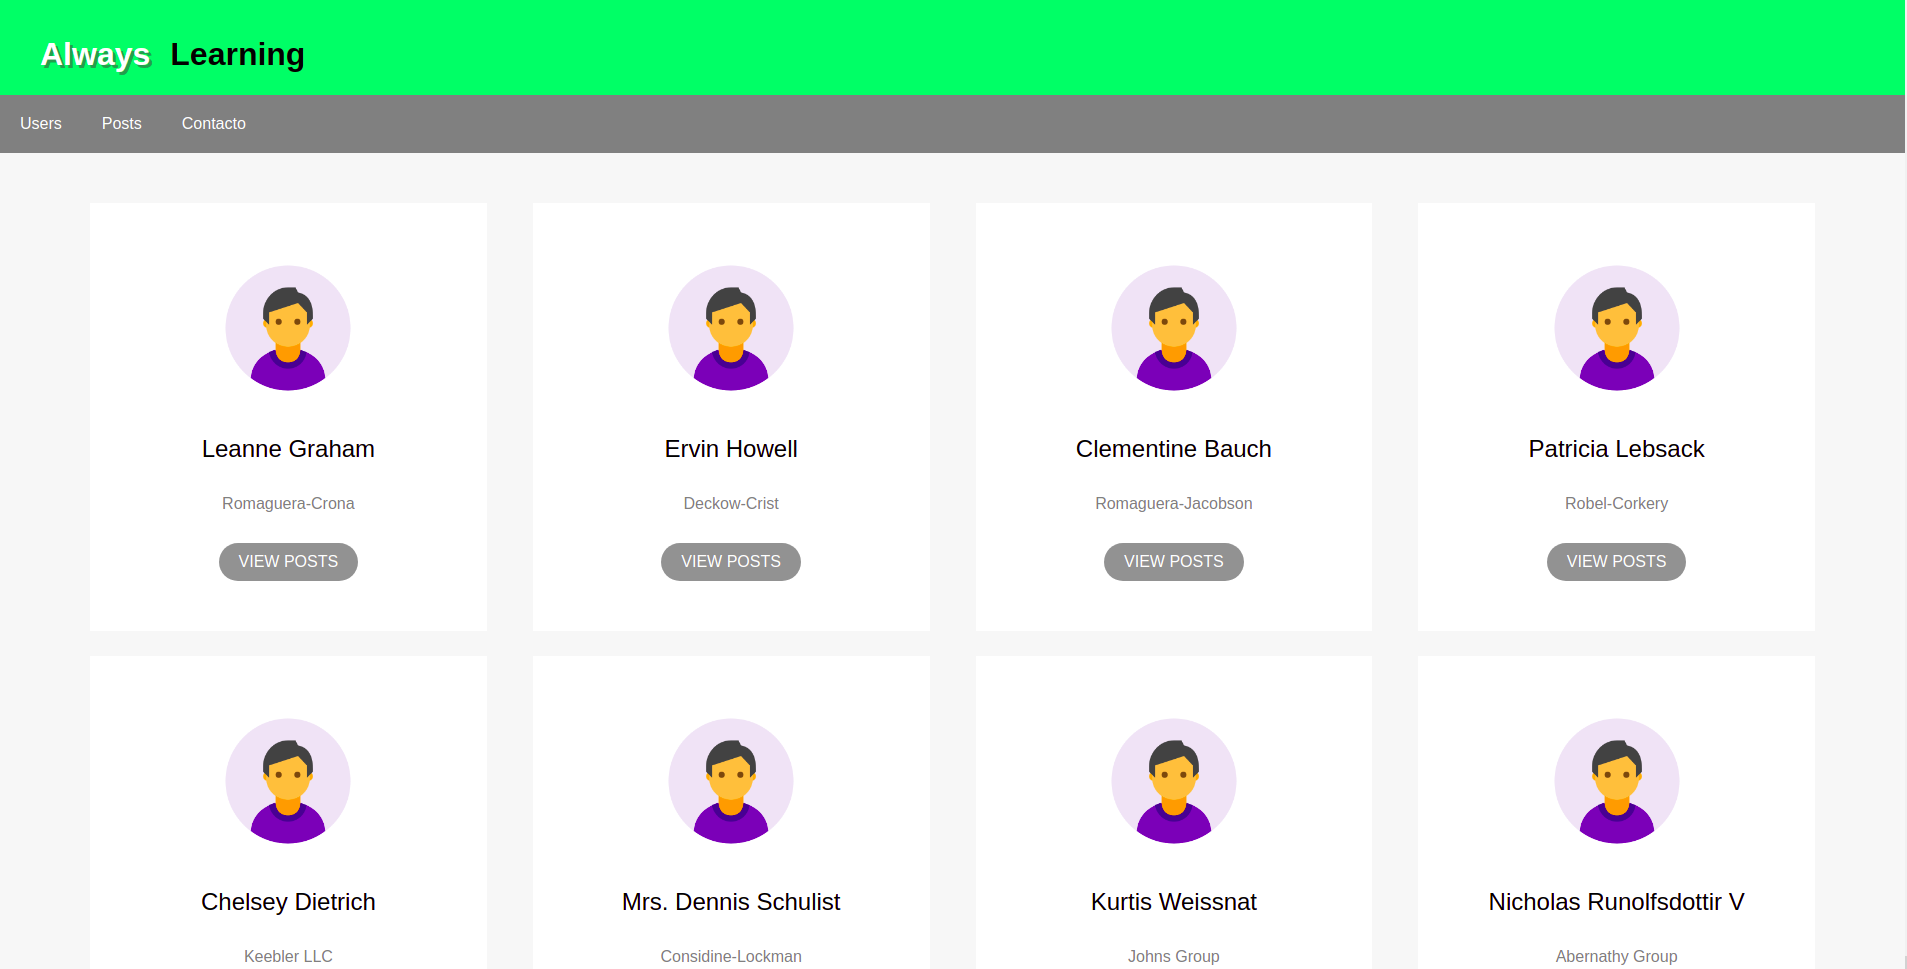 Always Learning
Users Posts Contacto
Leanne Graham
Romaguera-Crona
VIEW POSTS
Ervin Howell
Deckow-Crist
VIEW POSTS
Clementine Bauch
Romaguera-Jacobson
VIEW POSTS
Patricia Lebsack
Robel-Corkery
VIEW POSTS
Chelsey Dietrich
Keebler LLC
Mrs. Dennis Schulist
Considine-Lockman
Kurtis Weissnat
Johns Group
Nicholas Runolfsdottir V
Abernathy Group